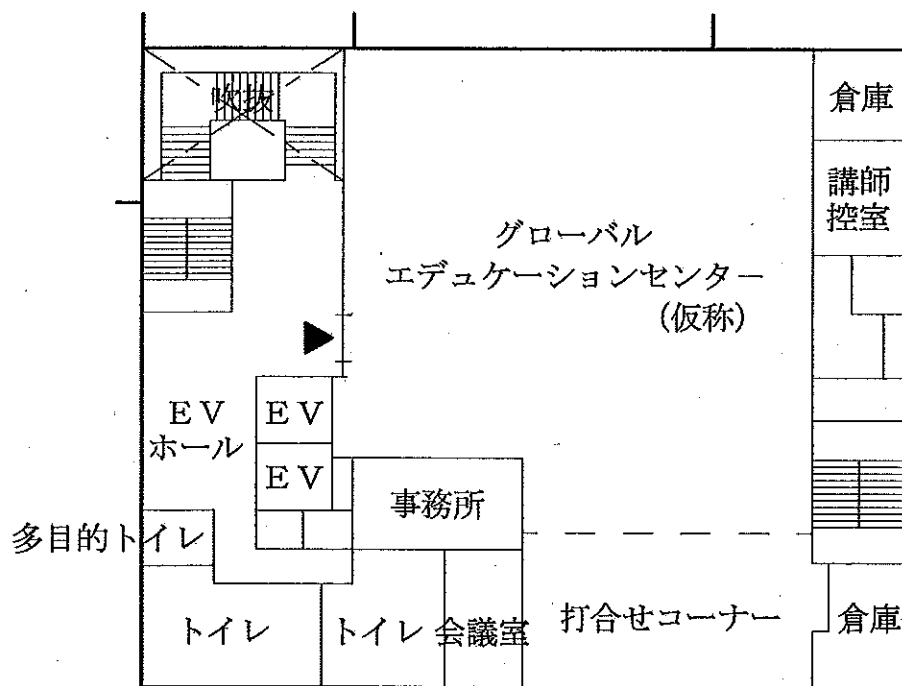 吹抜
倉庫
講師
控室
グローバル
エデュケーションセンター
(仮称)
ＥＶ
ホール
ＥＶ
ＥＶ
事務所
多目的トイレ
トイレ
トイレ
会議室
打合せコーナー
倉庫